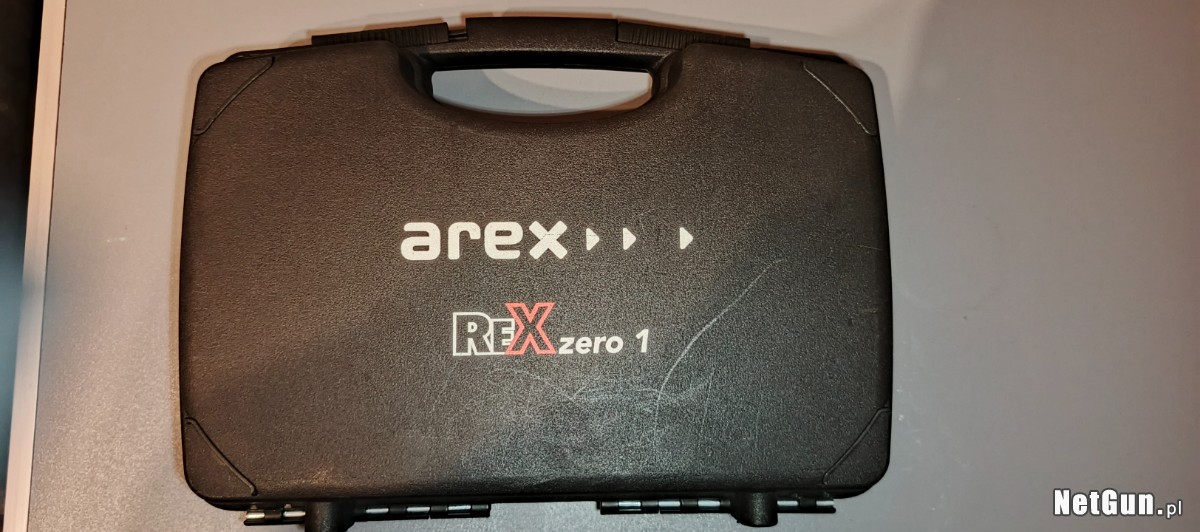 arex
REX zero 1
NetGun.pl